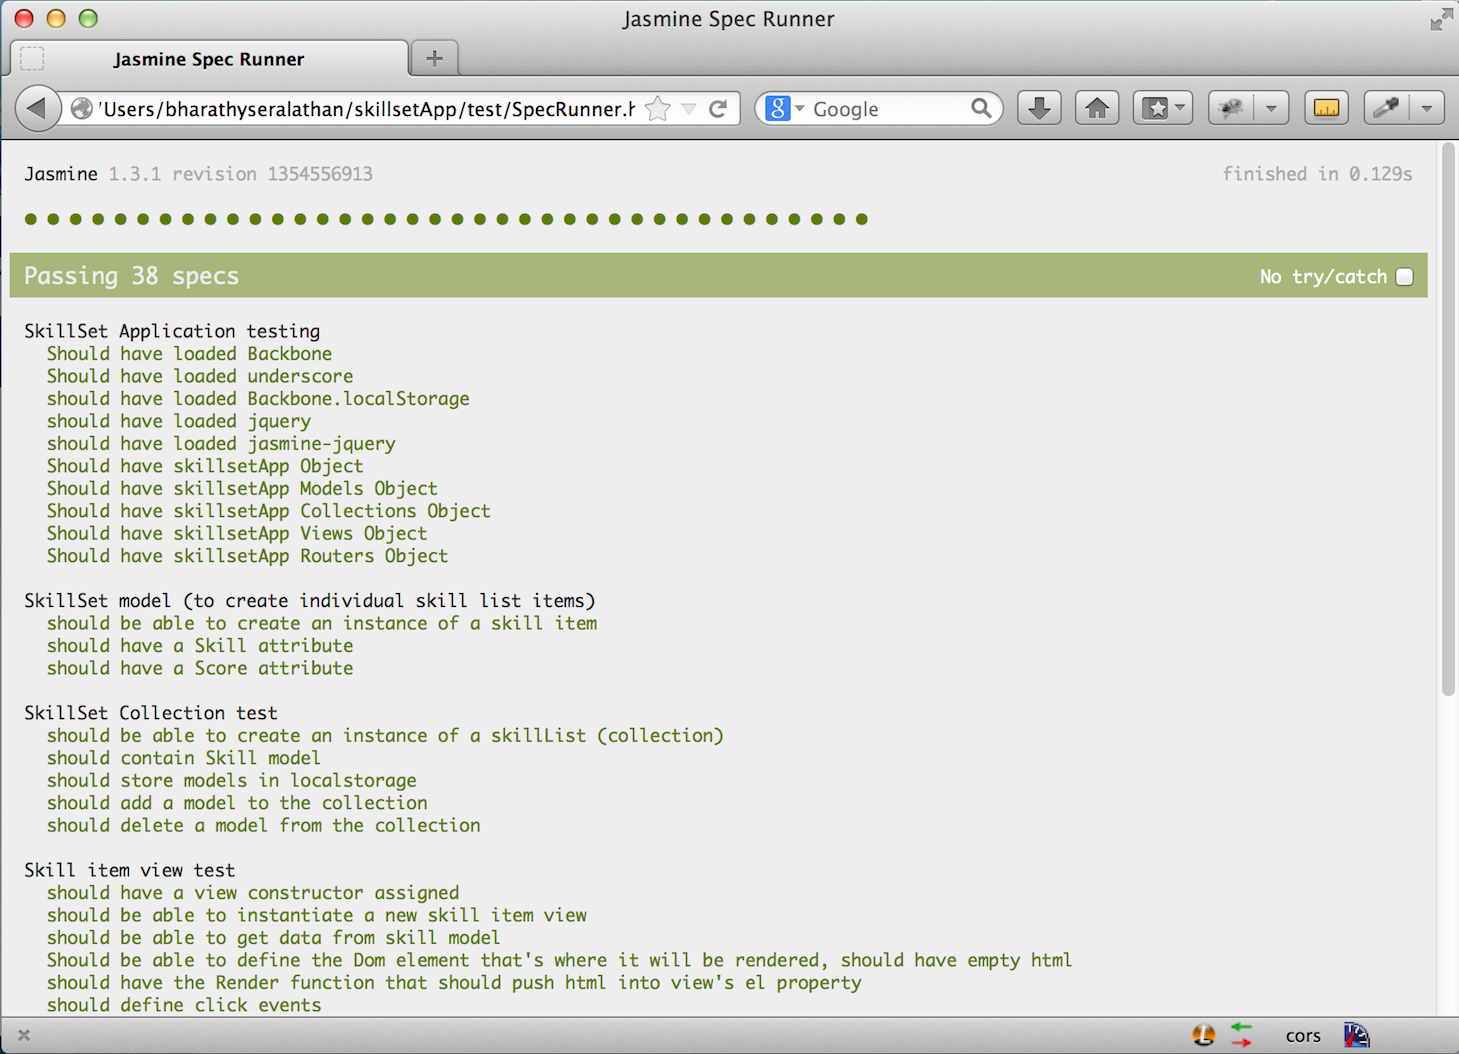 Jasmine Spec Runner
Jasmine Spec Runner
'Users/bharathyseralathan/skillsetApp/test/SpecRunner.h
Google
Jasmine 1.3.1 revision 1354556913
finished in 0.129s
Passing 38 specs
No try/catch
SkillSet Application testing
Should have loaded Backbone
Should have loaded underscore
Should have loaded Backbone.localStorage
should have loaded jquery
should have loaded jasmine-jquery
Should have skillsetApp Object
Should have skillsetApp Models Object
Should have skillsetApp Collections Object
Should have skillsetApp Views Object
Should have skillsetApp Routers Object
SkillSet model (to create individual skill list items)
should be able to create an instance of a skill item
should have a Skill attribute
should have a Score attribute
SkillSet Collection test
should be able to create an instance of a skillList (collection)
should contain Skill model
should store models in localstorage
should add a model to the collection
should delete a model from the collection
Skill item view test
should have a view constructor assigned
should be able to instantiate a new skill item view
should be able to get data from skill model
Should be able to define the Dom element that's where it will be rendered, should have empty html
should have the Render function that should push html into view's el property
should define click events
cors